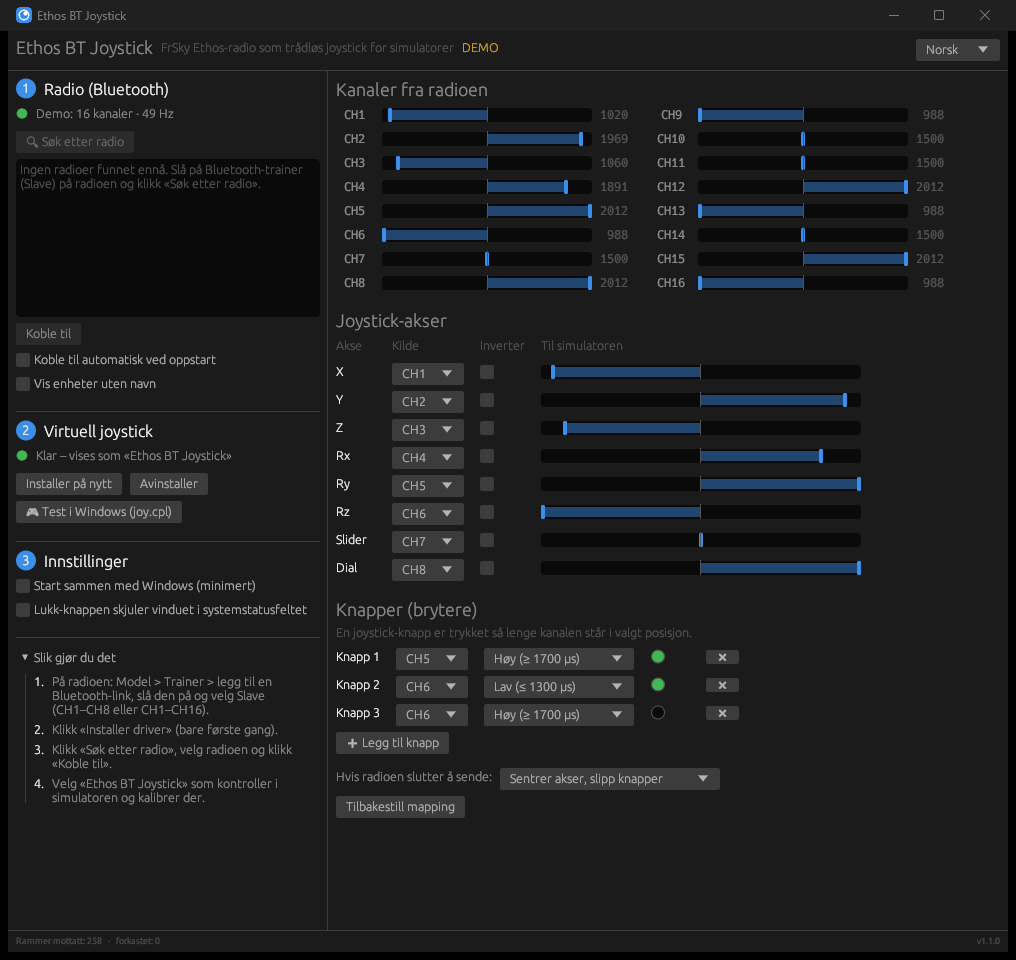 Ethos BT Joystick
Ethos BT Joystick FrSky Ethos-radio som trådløs joystick for simulatorer DEMO
Norsk
1 Radio (Bluetooth)
Demo: 16 kanaler · 49 Hz
Søk etter radio
Ingen radioer funnet ennå. Slå på Bluetooth-trainer
(Slave) på radioen og klikk «Søk etter radio».
Koble til
Koble til automatisk ved oppstart
Vis enheter uten navn
2 Virtuell joystick
Klar – vises som «Ethos BT Joystick»
Installer på nytt Avinstaller
Test i Windows (joy.cpl)
3 Innstillinger
Start sammen med Windows (minimert)
Lukk-knappen skjuler vinduet i systemstatusfeltet
Slik gjør du det
1. På radioen: Model > Trainer > legg til en
Bluetooth-link, slå den på og velg Slave
(CH1–CH8 eller CH1–CH16).
2. Klikk «Installer driver» (bare første gang).
3. Klikk «Søk etter radio», velg radioen og klikk
«Koble til».
4. Velg «Ethos BT Joystick» som kontroller i
simulatoren og kalibrer der.
Kanaler fra radioen
CH1 1020 CH9 988
CH2 1969 CH10 1500
CH3 1060 CH11 1500
CH4 1891 CH12 2012
CH5 2012 CH13 988
CH6 988 CH14 1500
CH7 1500 CH15 2012
CH8 2012 CH16 988
Joystick-akser
Akse Kilde Inverter Til simulatoren
X CH1
Y CH2
Z CH3
Rx CH4
Ry CH5
Rz CH6
Slider CH7
Dial CH8
Knapper (brytere)
En joystick-knapp er trykket så lenge kanalen står i valgt posisjon.
Knapp 1 CH5 Høy (≥ 1700 µs)
Knapp 2 CH6 Lav (≤ 1300 µs)
Knapp 3 CH6 Høy (≥ 1700 µs)
+ Legg til knapp
Hvis radioen slutter å sende: Sentrer akser, slipp knapper
Tilbakestill mapping
Rammer mottatt: 258 · forkastet: 0
v1.1.0